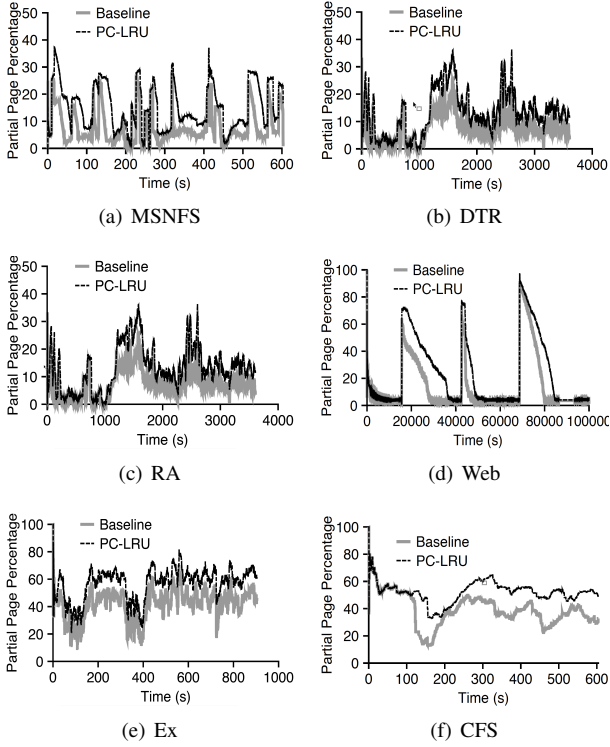 Partial Page Percentage
50
40
30
20
10
0
Baseline
PC-LRU
0 100 200 300 400 500 600
Time (s)
(a) MSNFS
Partial Page Percentage
50
40
30
20
10
0
Baseline
PC-LRU
0 1000 2000 3000 4000
Time (s)
(b) DTR
Partial Page Percentage
50
40
30
20
10
0
Baseline
PC-LRU
0 1000 2000 3000 4000
Time (s)
(c) RA
Partial Page Percentage
100
80
60
40
20
0
Baseline
PC-LRU
0 20000 40000 60000 80000 100000
Time (s)
(d) Web
Partial Page Percentage
100
80
60
40
20
0
Baseline
PC-LRU
0 200 400 600 800 1000
Time (s)
(e) Ex
Partial Page Percentage
100
80
60
40
20
0
Baseline
PC-LRU
0 100 200 300 400 500 600
Time (s)
(f) CFS